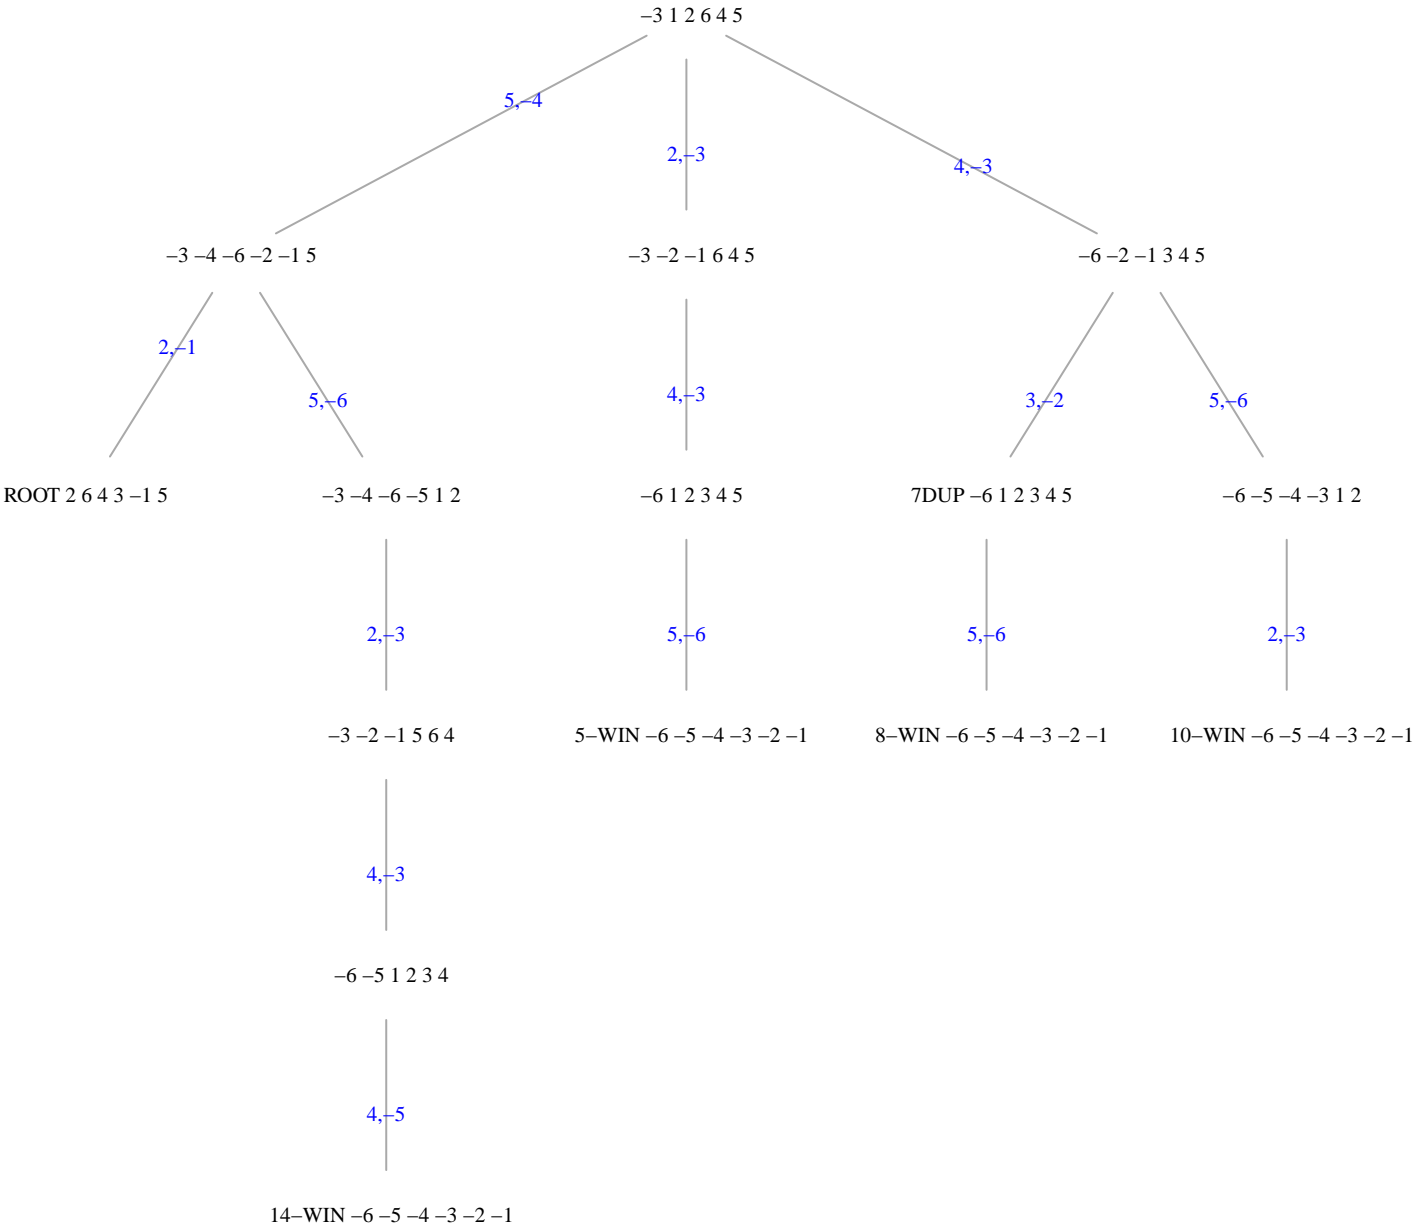 −3 1 2 6 4 5
5,−4
2,−3
4,−3
−3 −4 −6 −2 −1 5
−3 −2 −1 6 4 5
−6 −2 −1 3 4 5
2,−1
5,−6
4,−3
3,−2
5,−6
ROOT 2 6 4 3 −1 5
−3 −4 −6 −5 1 2
−6 1 2 3 4 5
7DUP −6 1 2 3 4 5
−6 −5 −4 −3 1 2
2,−3
5,−6
5,−6
2,−3
−3 −2 −1 5 6 4
5−WIN −6 −5 −4 −3 −2 −1
8−WIN −6 −5 −4 −3 −2 −1
10−WIN −6 −5 −4 −3 −2 −1
4,−3
−6 −5 1 2 3 4
4,−5
14−WIN −6 −5 −4 −3 −2 −1